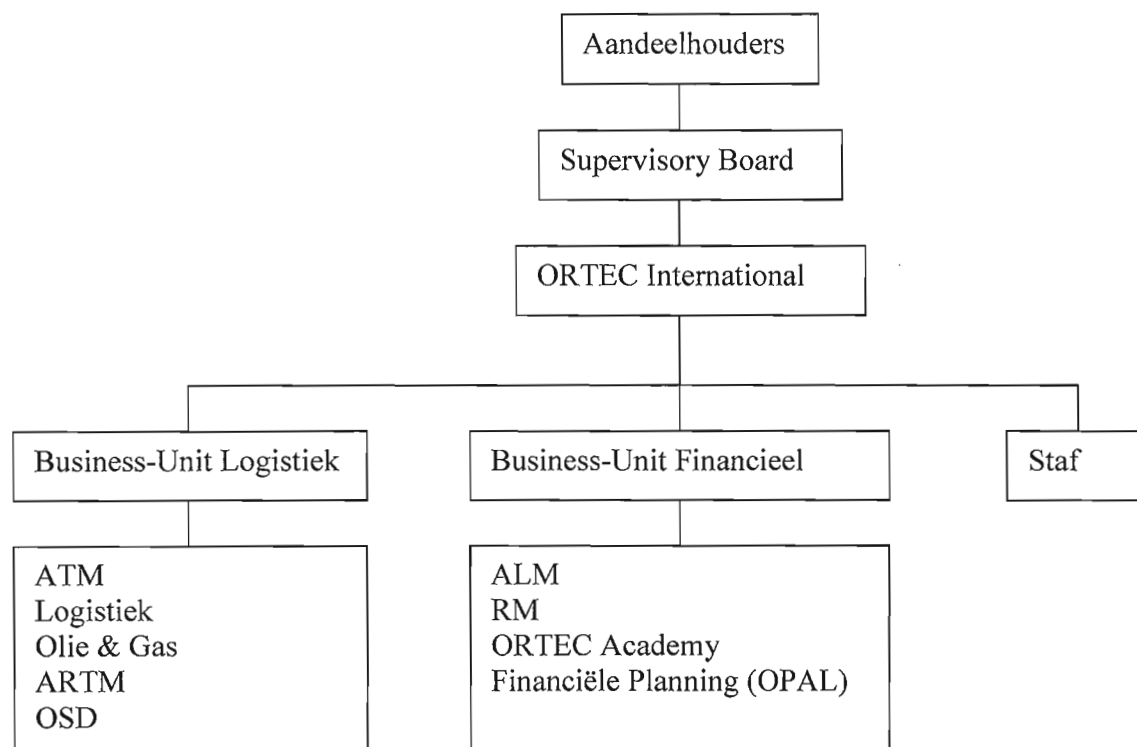 Aandeelhouders
Supervisory Board
ORTEC International
Business-Unit Logistiek
Business-Unit Financieel
Staf
ATM
Logistiek
Olie & Gas
ARTM
OSD
ALM
RM
ORTEC Academy
Financiële Planning (OPAL)